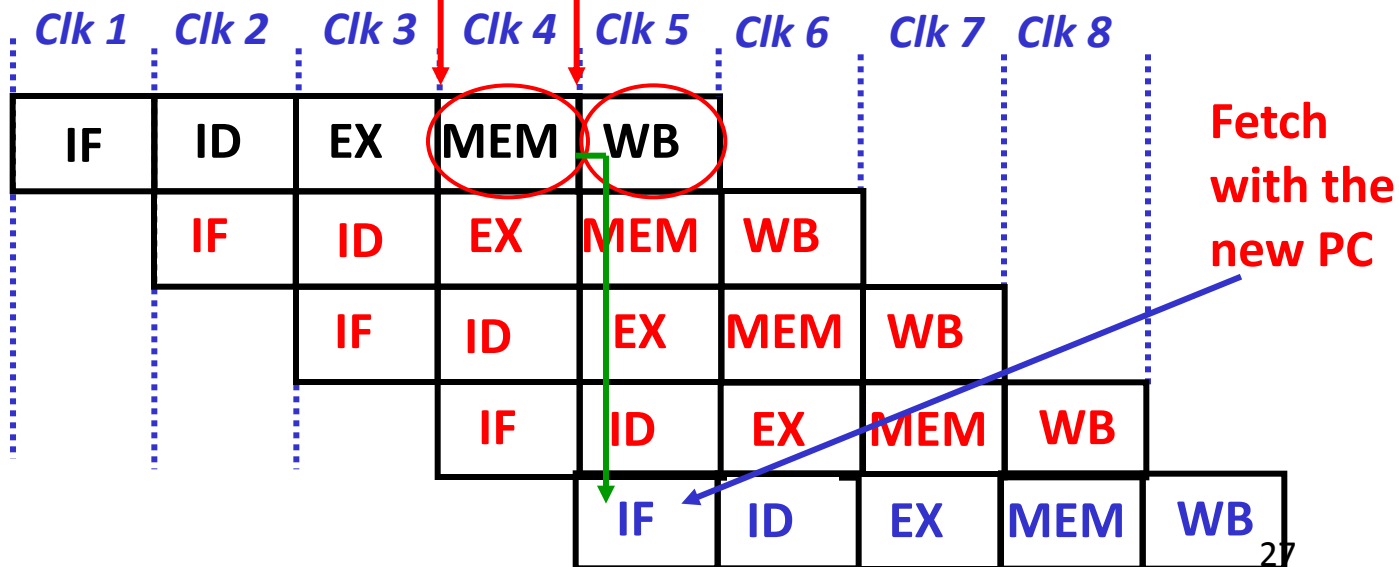 Clk 1 Clk 2 Clk 3 Clk 4 Clk 5 Clk 6 Clk 7 Clk 8
IF ID EX MEM WB
IF ID EX MEM WB
IF ID EX MEM WB
IF ID EX MEM WB
IF ID EX MEM WB
Fetch
with the
new PC
27